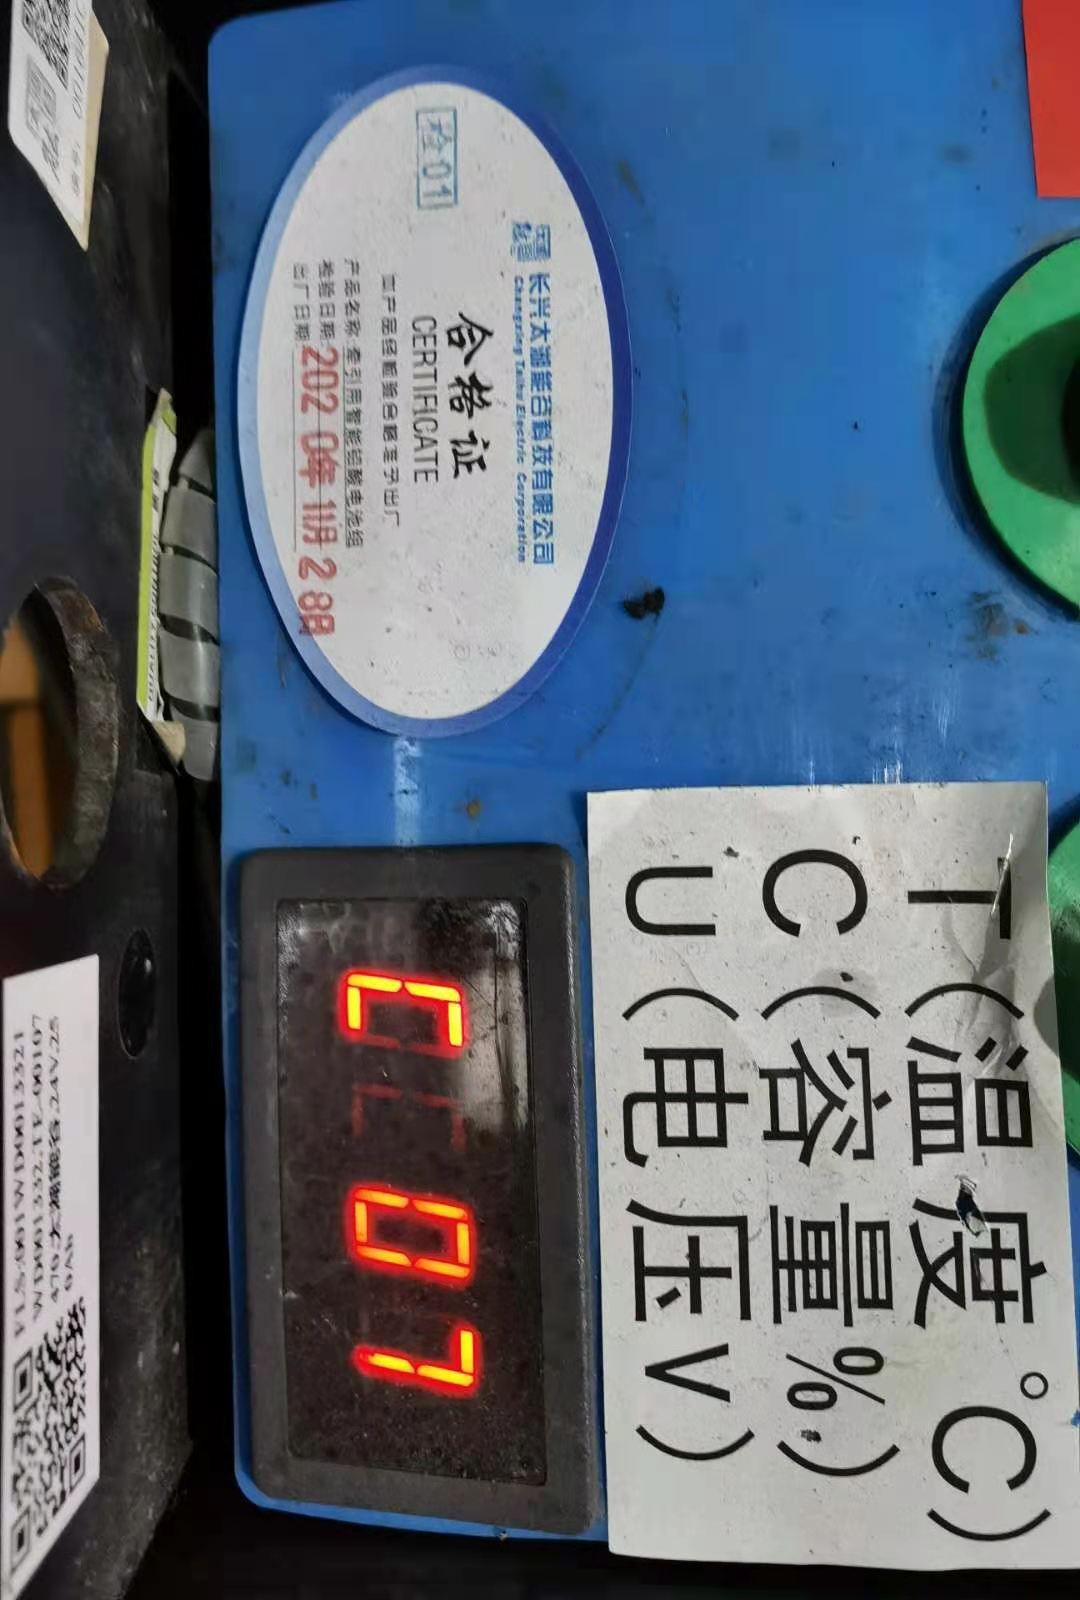 检01
长兴太湖能谷科技有限公司
Changxing Taihu Electric Corporation
合格证
CERTIFICATE
本产品经检验合格准予出厂
产品名称:牵引用智能铅酸电池组
检验日期:
出厂日期:
2020年11月28日
T(温度℃)
C(容量%)
U(电压V)
C 07